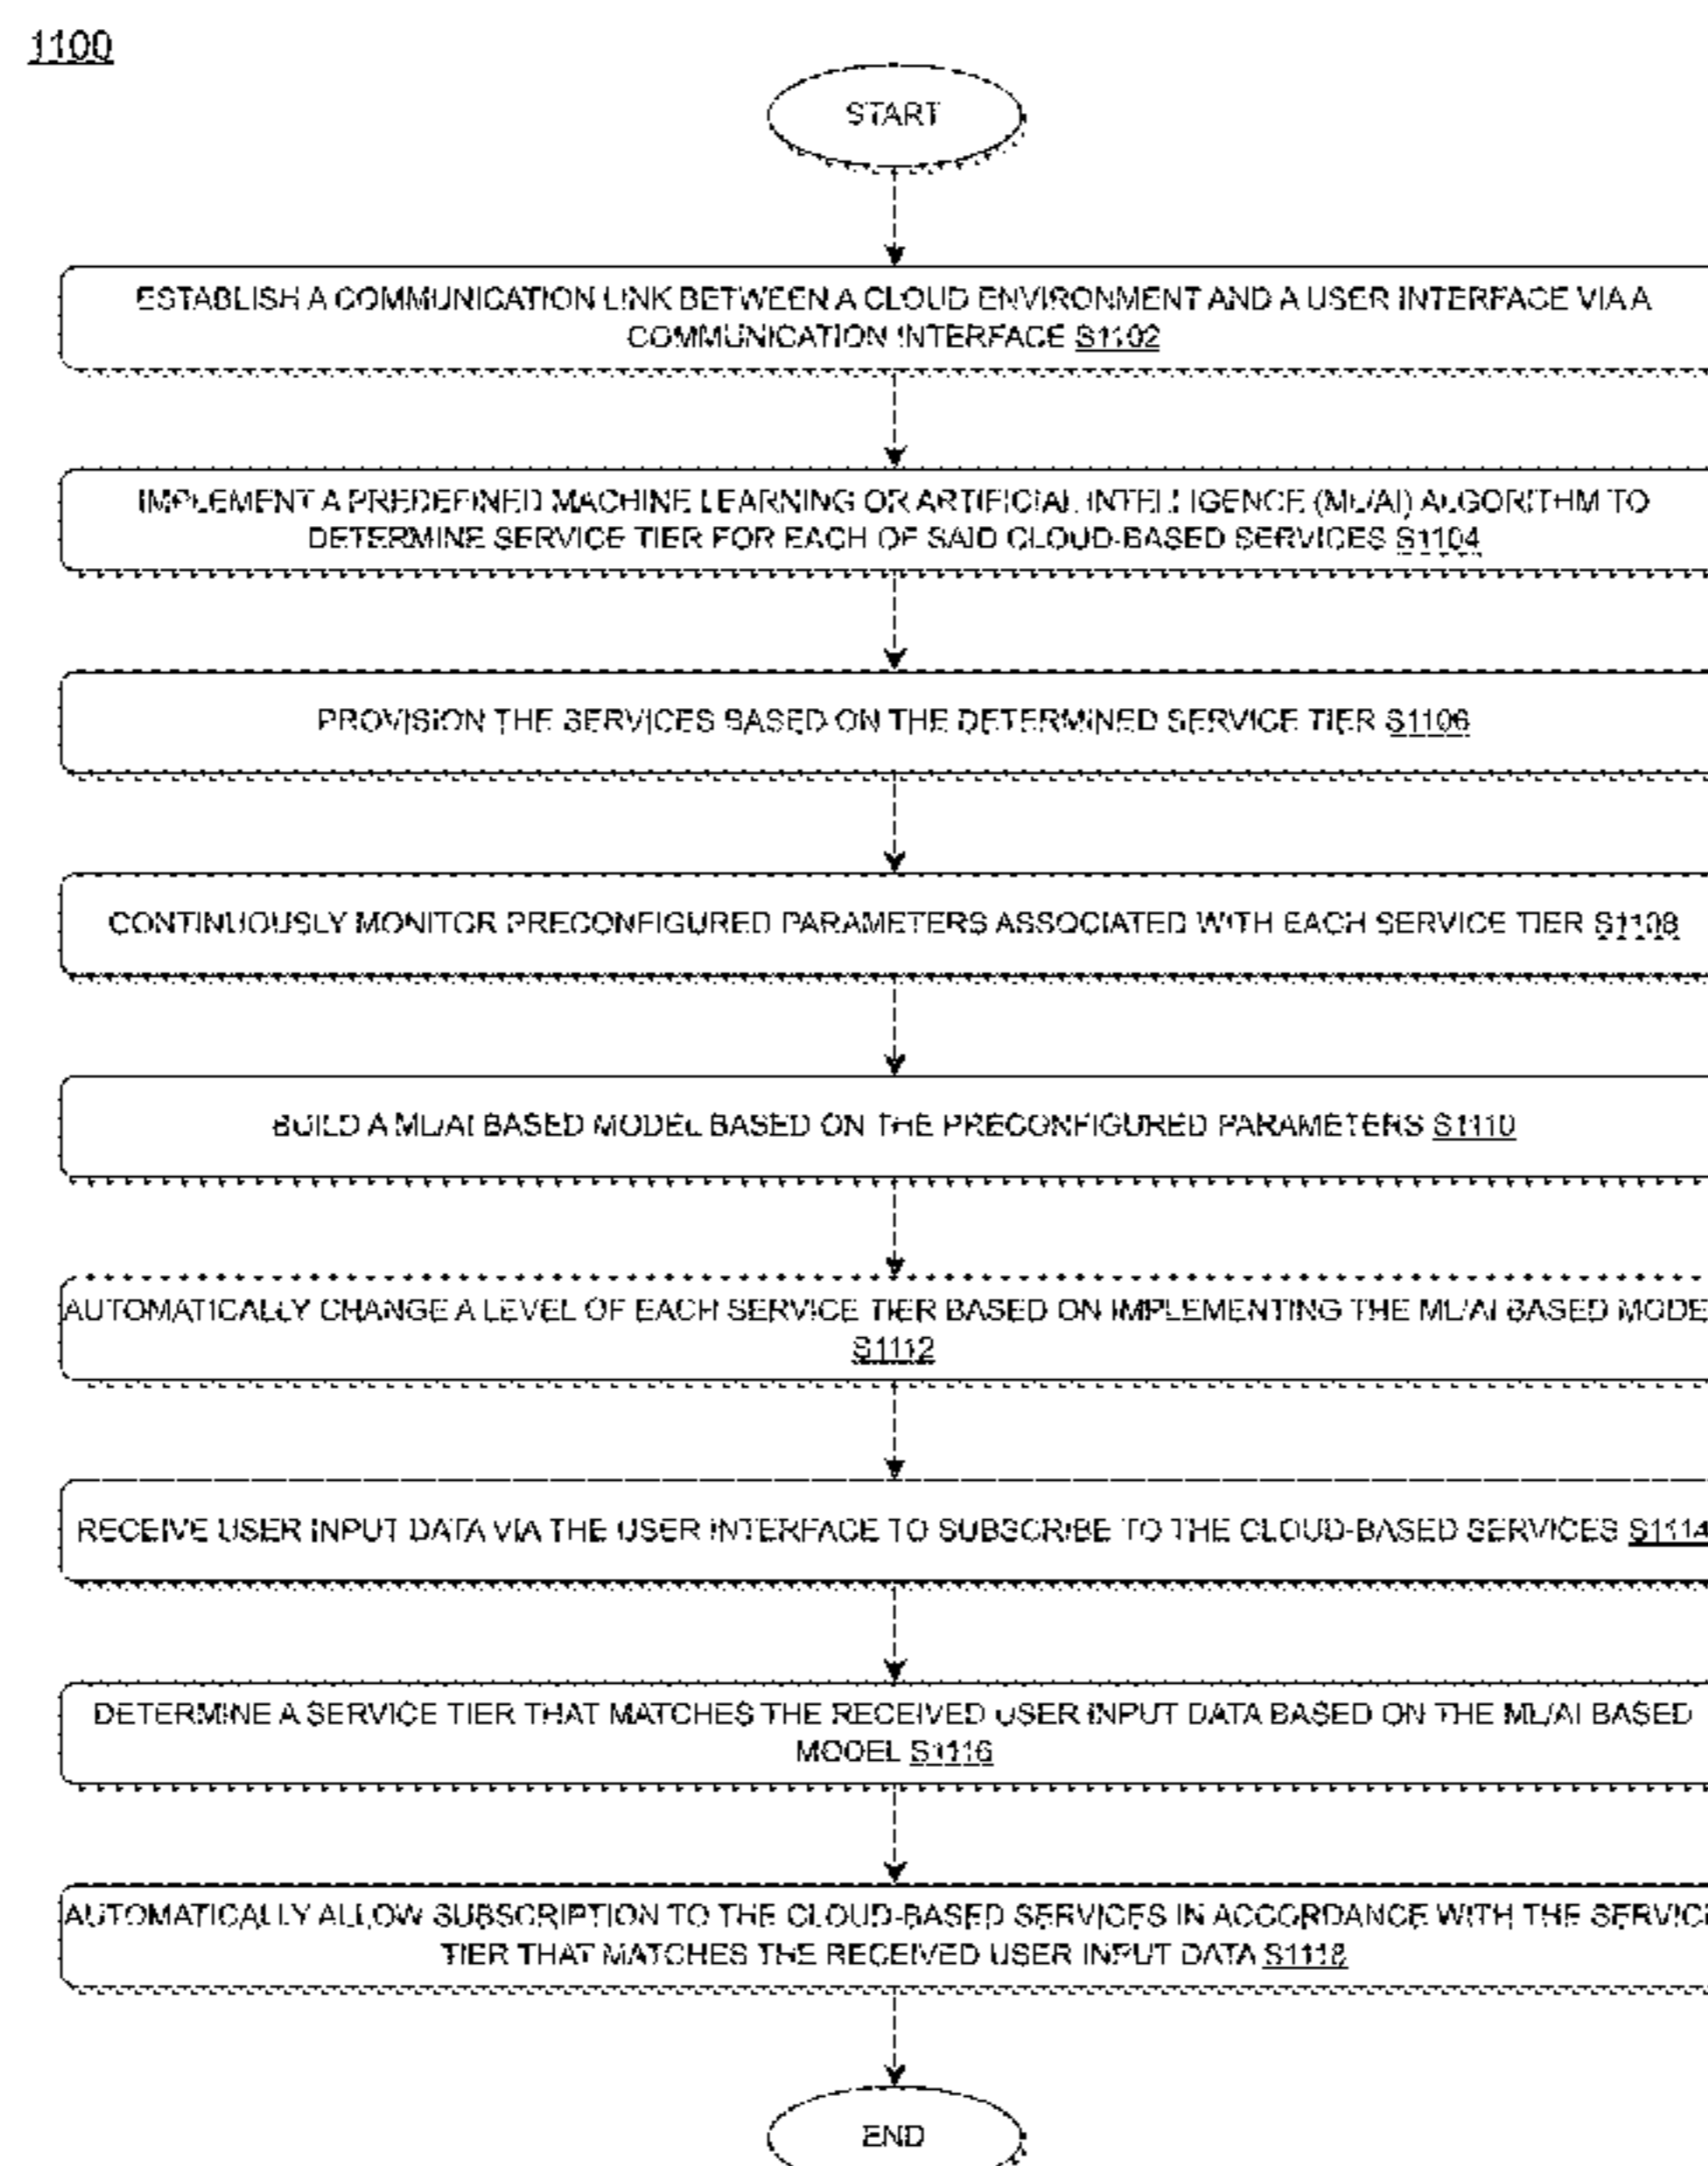 1100
START
ESTABLISH A COMMUNICATION LINK BETWEEN A CLOUD ENVIRONMENT AND A USER INTERFACE VIA A
COMMUNICATION INTERFACE S1102
IMPLEMENT A PREDEFINED MACHINE LEARNING OR ARTIFICIAL INTELLIGENCE (ML/AI) ALGORITHM TO
DETERMINE SERVICE TIER FOR EACH OF SAID CLOUD-BASED SERVICES S1104
PROVISION THE SERVICES BASED ON THE DETERMINED SERVICE TIER S1106
CONTINUOUSLY MONITOR PRECONFIGURED PARAMETERS ASSOCIATED WITH EACH SERVICE TIER S1108
BUILD A ML/AI BASED MODEL BASED ON THE PRECONFIGURED PARAMETERS S1110
AUTOMATICALLY CHANGE A LEVEL OF EACH SERVICE TIER BASED ON IMPLEMENTING THE ML/AI BASED MODE
S1112
RECEIVE USER INPUT DATA VIA THE USER INTERFACE TO SUBSCRIBE TO THE CLOUD-BASED SERVICES S1114
DETERMINE A SERVICE TIER THAT MATCHES THE RECEIVED USER INPUT DATA BASED ON THE ML/AI BASED
MODEL S1116
AUTOMATICALLY ALLOW SUBSCRIPTION TO THE CLOUD-BASED SERVICES IN ACCORDANCE WITH THE SERVICE
TIER THAT MATCHES THE RECEIVED USER INPUT DATA S1118
END